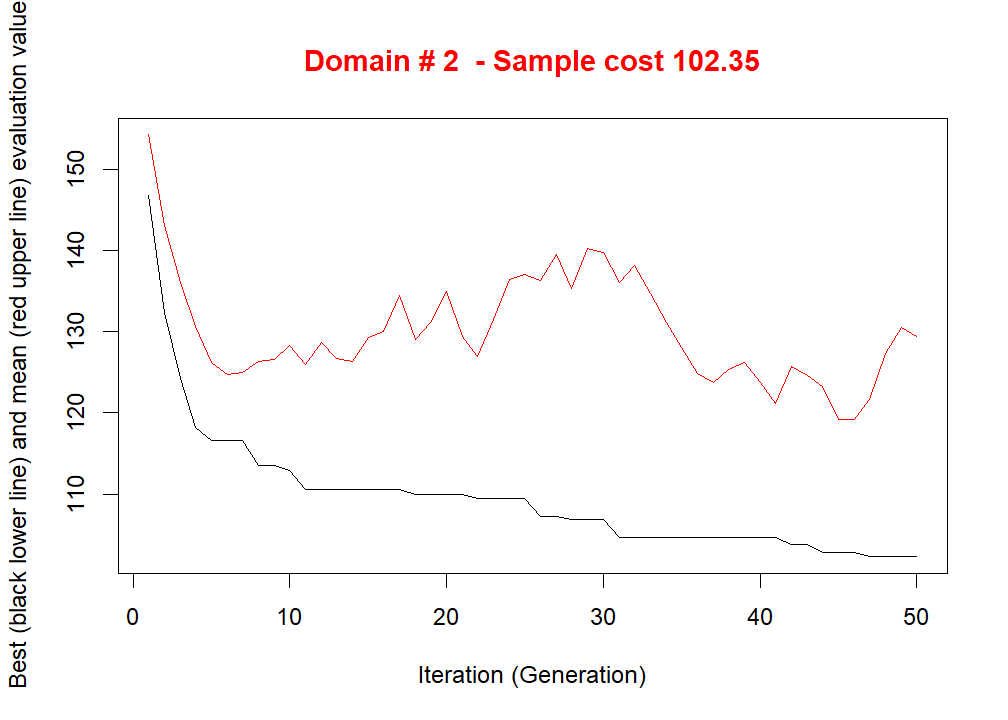 Domain # 2  - Sample cost 102.35
Best (black lower line) and mean (red upper line) evaluation value
150
140
130
120
110
0 10 20 30 40 50
Iteration (Generation)